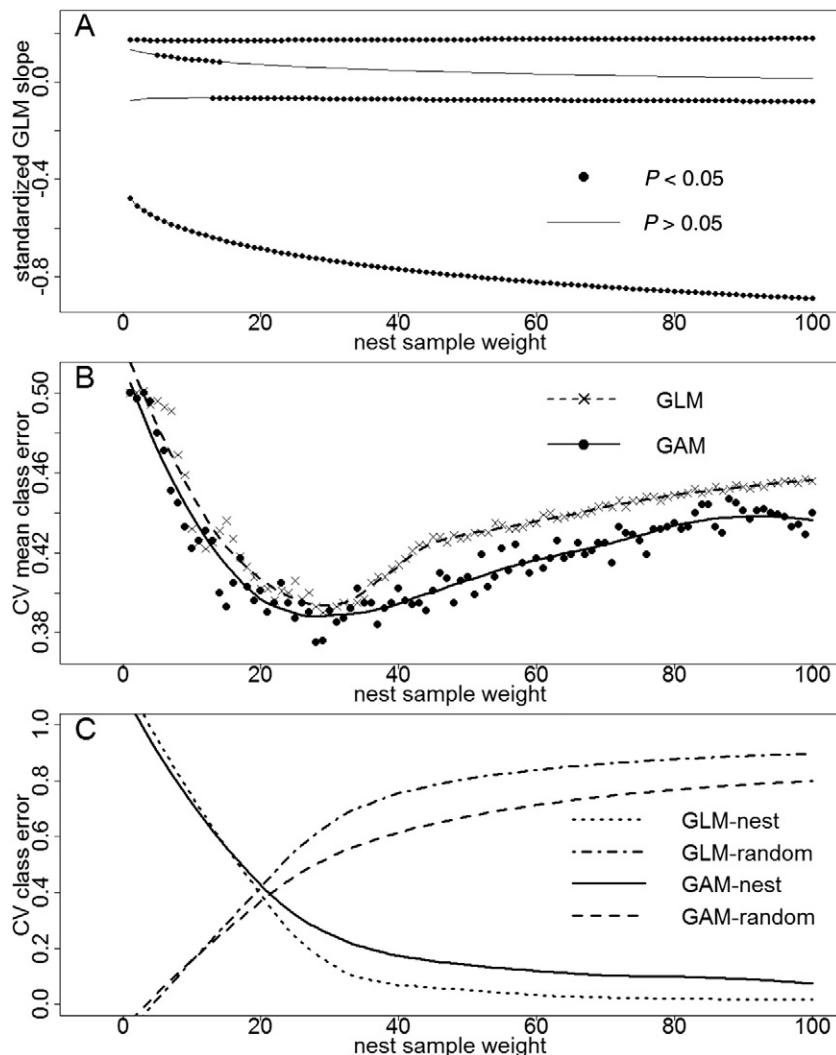 A
standardized GLM slope
0.0
-0.4
-0.8
P < 0.05
P > 0.05
0 20 40 60 80 100
nest sample weight
B
CV mean class error
0.50
0.46
0.42
0.38
GLM
GAM
0 20 40 60 80 100
nest sample weight
C
CV class error
1.0
0.8
0.6
0.4
0.2
0.0
GLM-nest
GLM-random
GAM-nest
GAM-random
0 20 40 60 80 100
nest sample weight